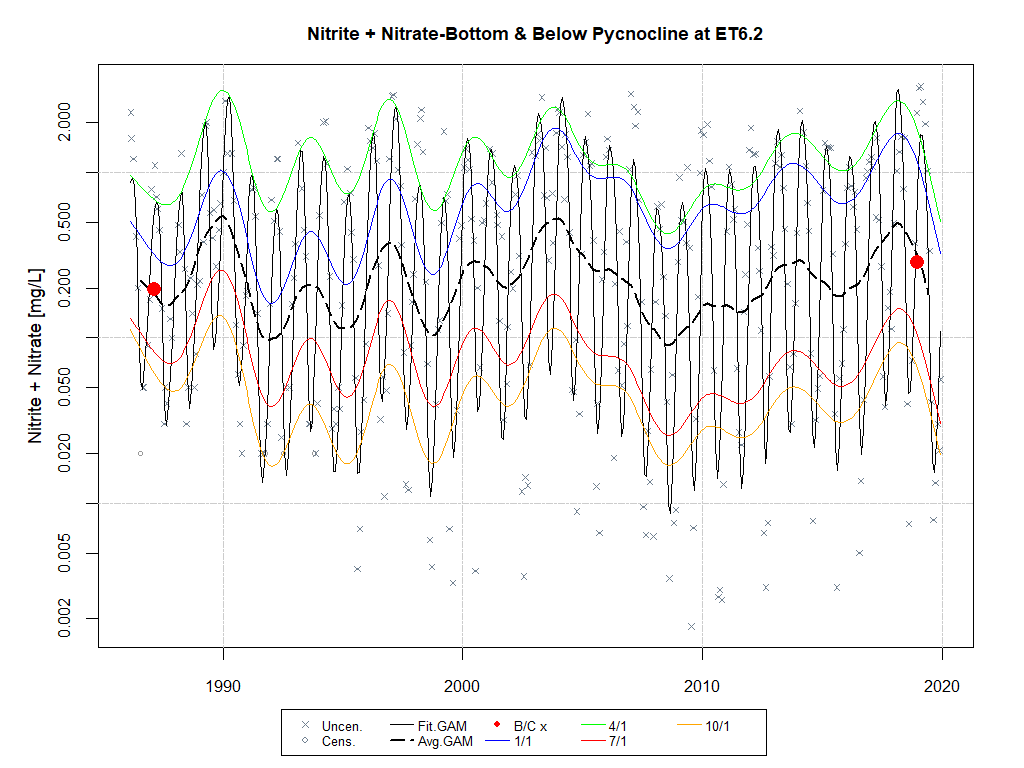 Nitrite + Nitrate-Bottom & Below Pycnocline at ET6.2
Nitrite + Nitrate [mg/L]
2.000
0.500
0.200
0.050
0.020
0.005
0.002
1990 2000 2010 2020
Uncen. Fit.GAM B/C x 4/1 10/1
Cens. Avg.GAM 1/1 7/1